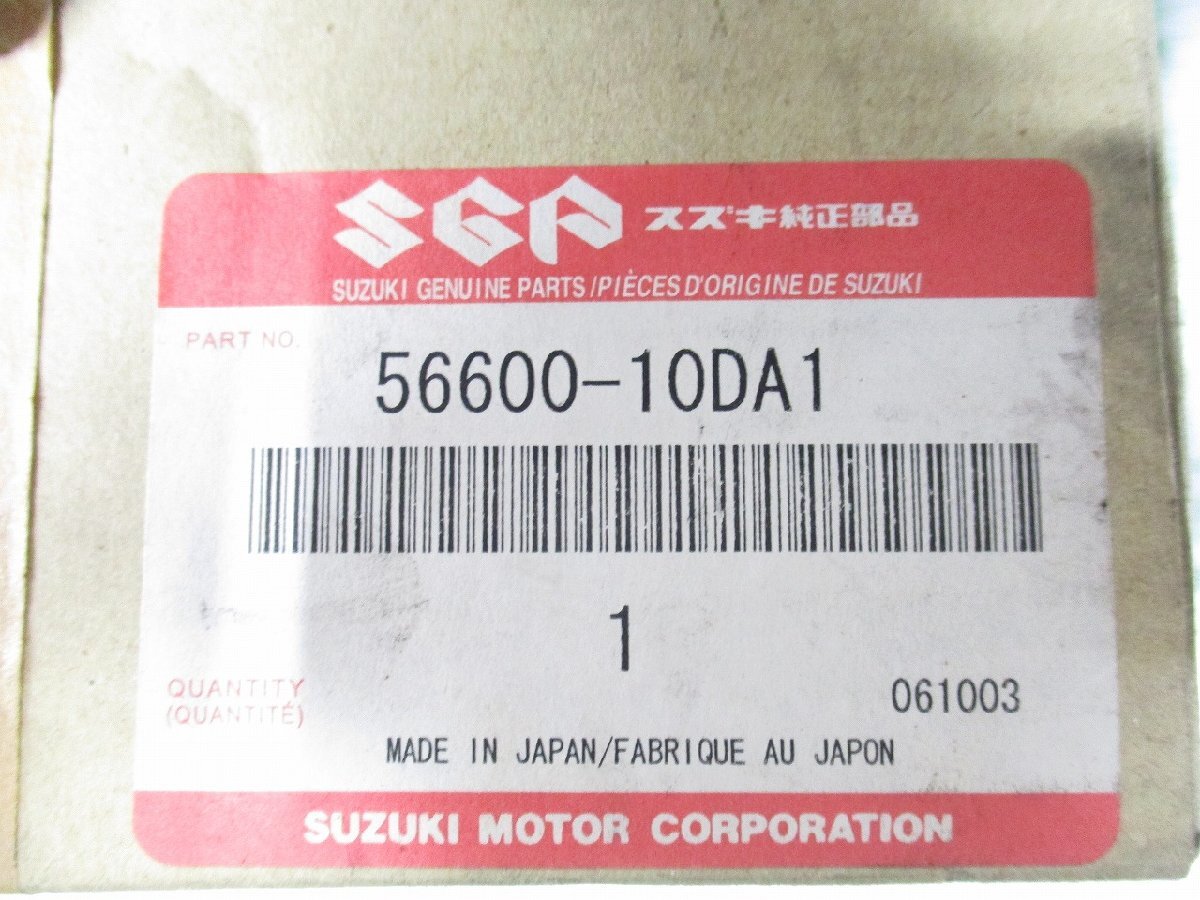 SGP スズキ純正部品
SUZUKI GENUINE PARTS/PIÈCES D'ORIGINE DE SUZUKI
PART NO.
56600-10DA1
1
QUANTITY
(QUANTITÉ)
061003
MADE IN JAPAN/FABRIQUE AU JAPON
SUZUKI MOTOR CORPORATION